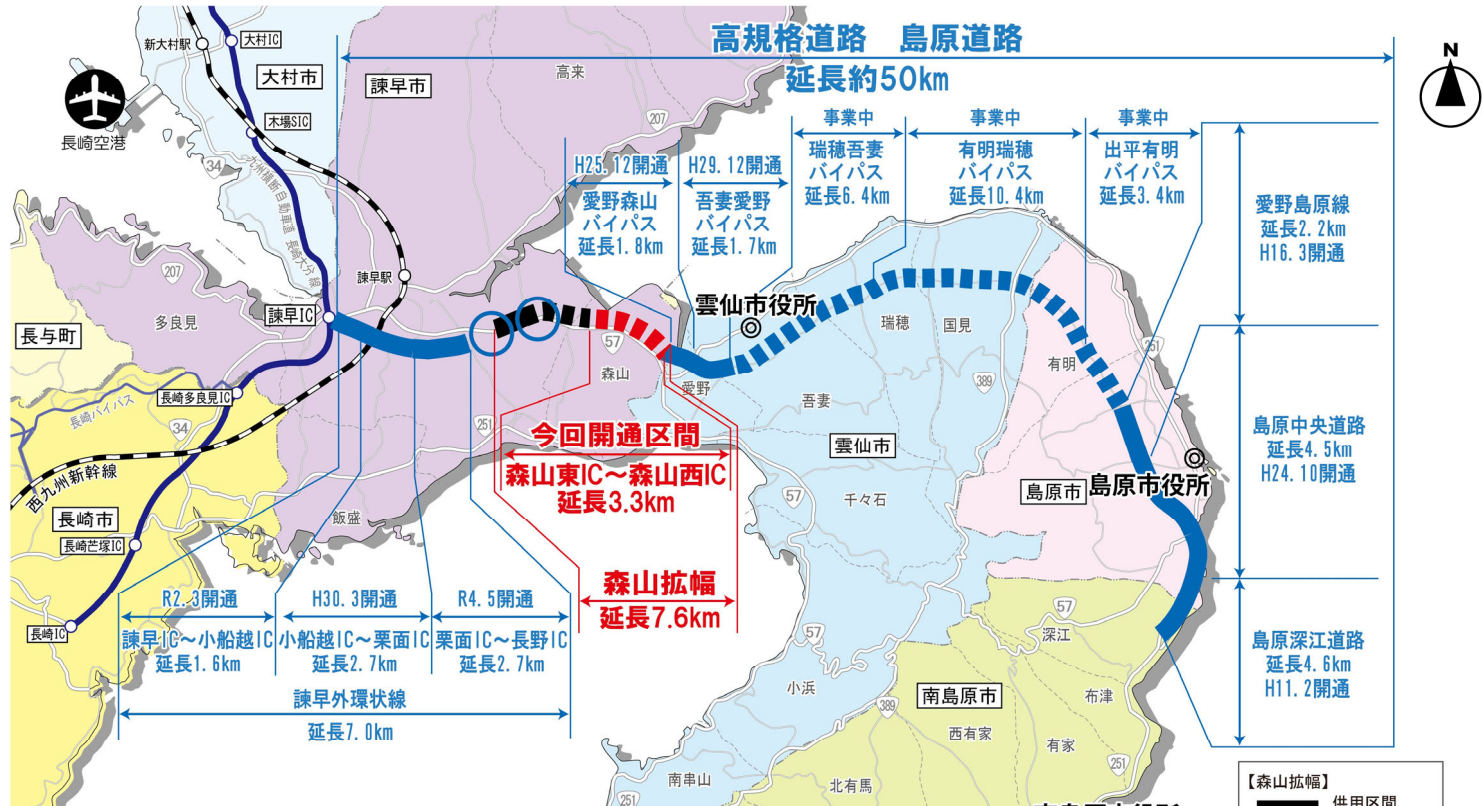 高規格道路 島原道路
延長約50km
N
新大村駅
大村IC
大村市
諫早市
高来
207
長崎空港
木場SIC
34
九州横断自動車道 長崎大分線
H25.12開通
愛野森山
バイパス
延長1.8km
H29.12開通
吾妻愛野
バイパス
延長1.7km
事業中
瑞穂吾妻
バイパス
延長6.4km
事業中
有明瑞穂
バイパス
延長10.4km
事業中
出平有明
バイパス
延長3.4km
愛野島原線
延長2.2km
H16.3開通
207
諫早駅
諫早IC
多良見
長与町
雲仙市役所
瑞穂
国見
有明
251
57
森山
愛野
吾妻
389
長崎多良見IC
長崎バイパス
34
251
今回開通区間
森山東IC～森山西IC
延長3.3km
雲仙市
島原中央道路
延長4.5km
H24.10開通
西九州新幹線
長崎市
飯盛
57
千々石
島原市
島原市役所
長崎芒塚IC
長崎IC
森山拡幅
延長7.6km
R2.3開通
諫早IC～小船越IC
延長1.6km
H30.3開通
小船越IC～栗面IC
延長2.7km
R4.5開通
栗面IC～長野IC
延長2.7km
諫早外環状線
延長7.0km
57
深江
57
島原深江道路
延長4.6km
H11.2開通
小浜
389
南島原市
布津
西有家
有家
南串山
251
北有馬
251
【森山拡幅】
供用区間